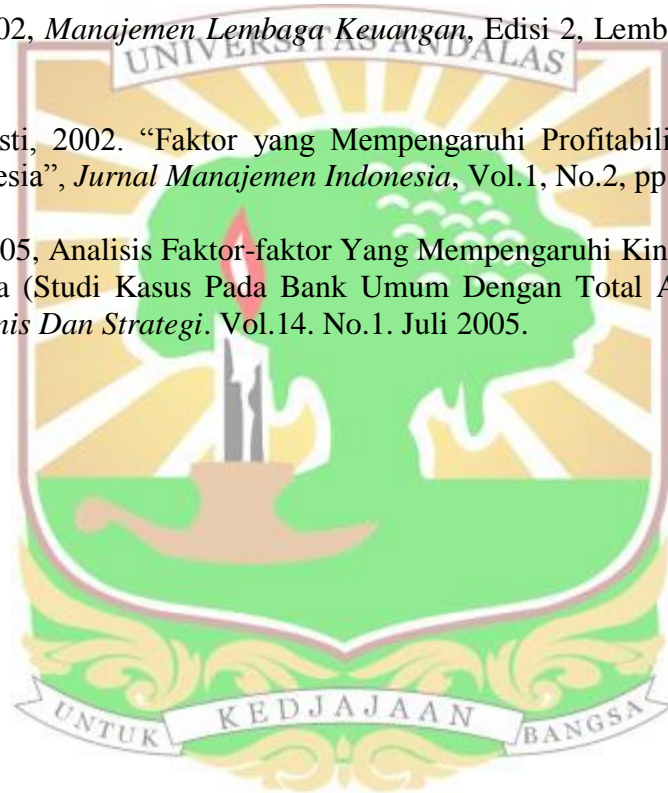 02, Manajemen Lembaga Keuangan, Edisi 2, Lemb
UNIVERSITAS ANDALAS
sti, 2002. “Faktor yang Mempengaruhi Profitabili
esia”, Jurnal Manajemen Indonesia, Vol.1, No.2, pp
05, Analisis Faktor-faktor Yang Mempengaruhi Kin
a (Studi Kasus Pada Bank Umum Dengan Total A
nis Dan Strategi. Vol.14. No.1. Juli 2005.
UNTUK KEDJAJAAN BANGSA